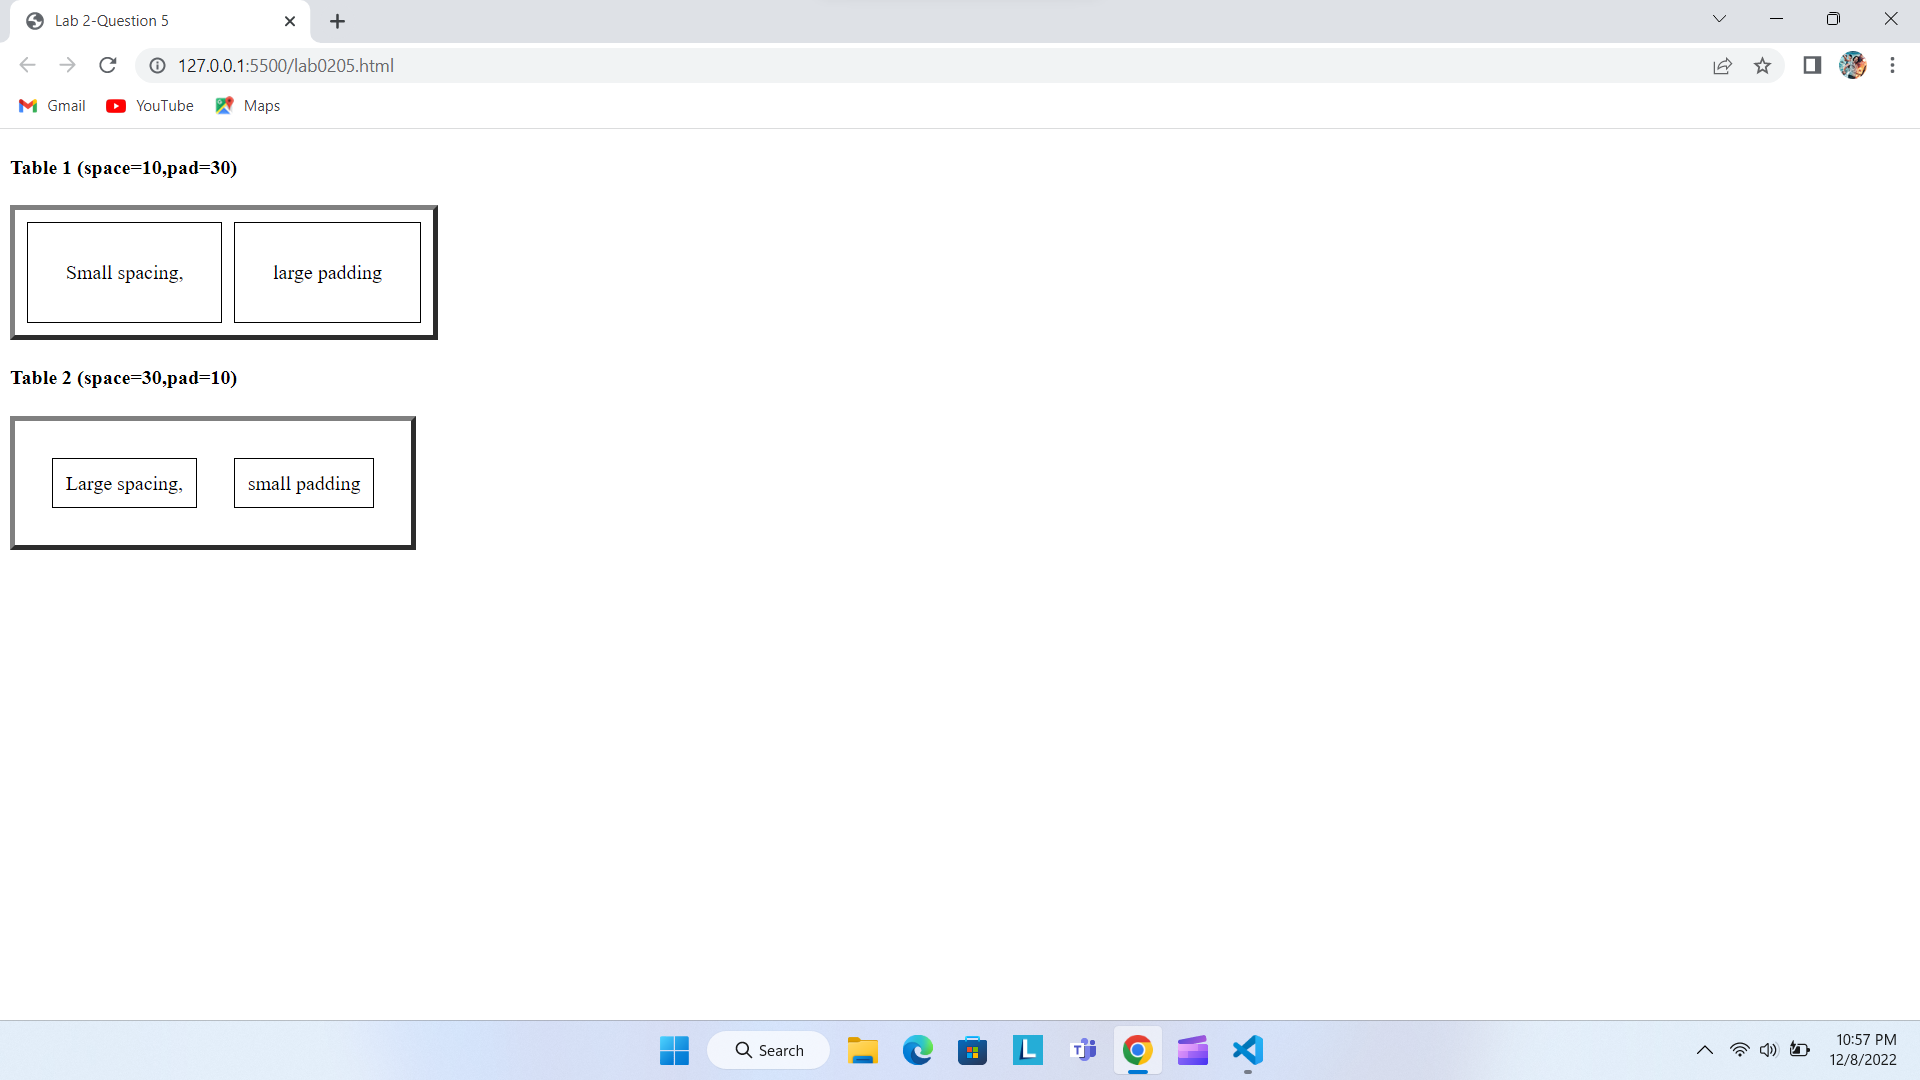 Lab 2-Question 5
127.0.0.1:5500/lab0205.html
Gmail YouTube Maps
Table 1 (space=10,pad=30)
Small spacing, large padding
Table 2 (space=30,pad=10)
Large spacing, small padding
Search
10:57 PM
12/8/2022